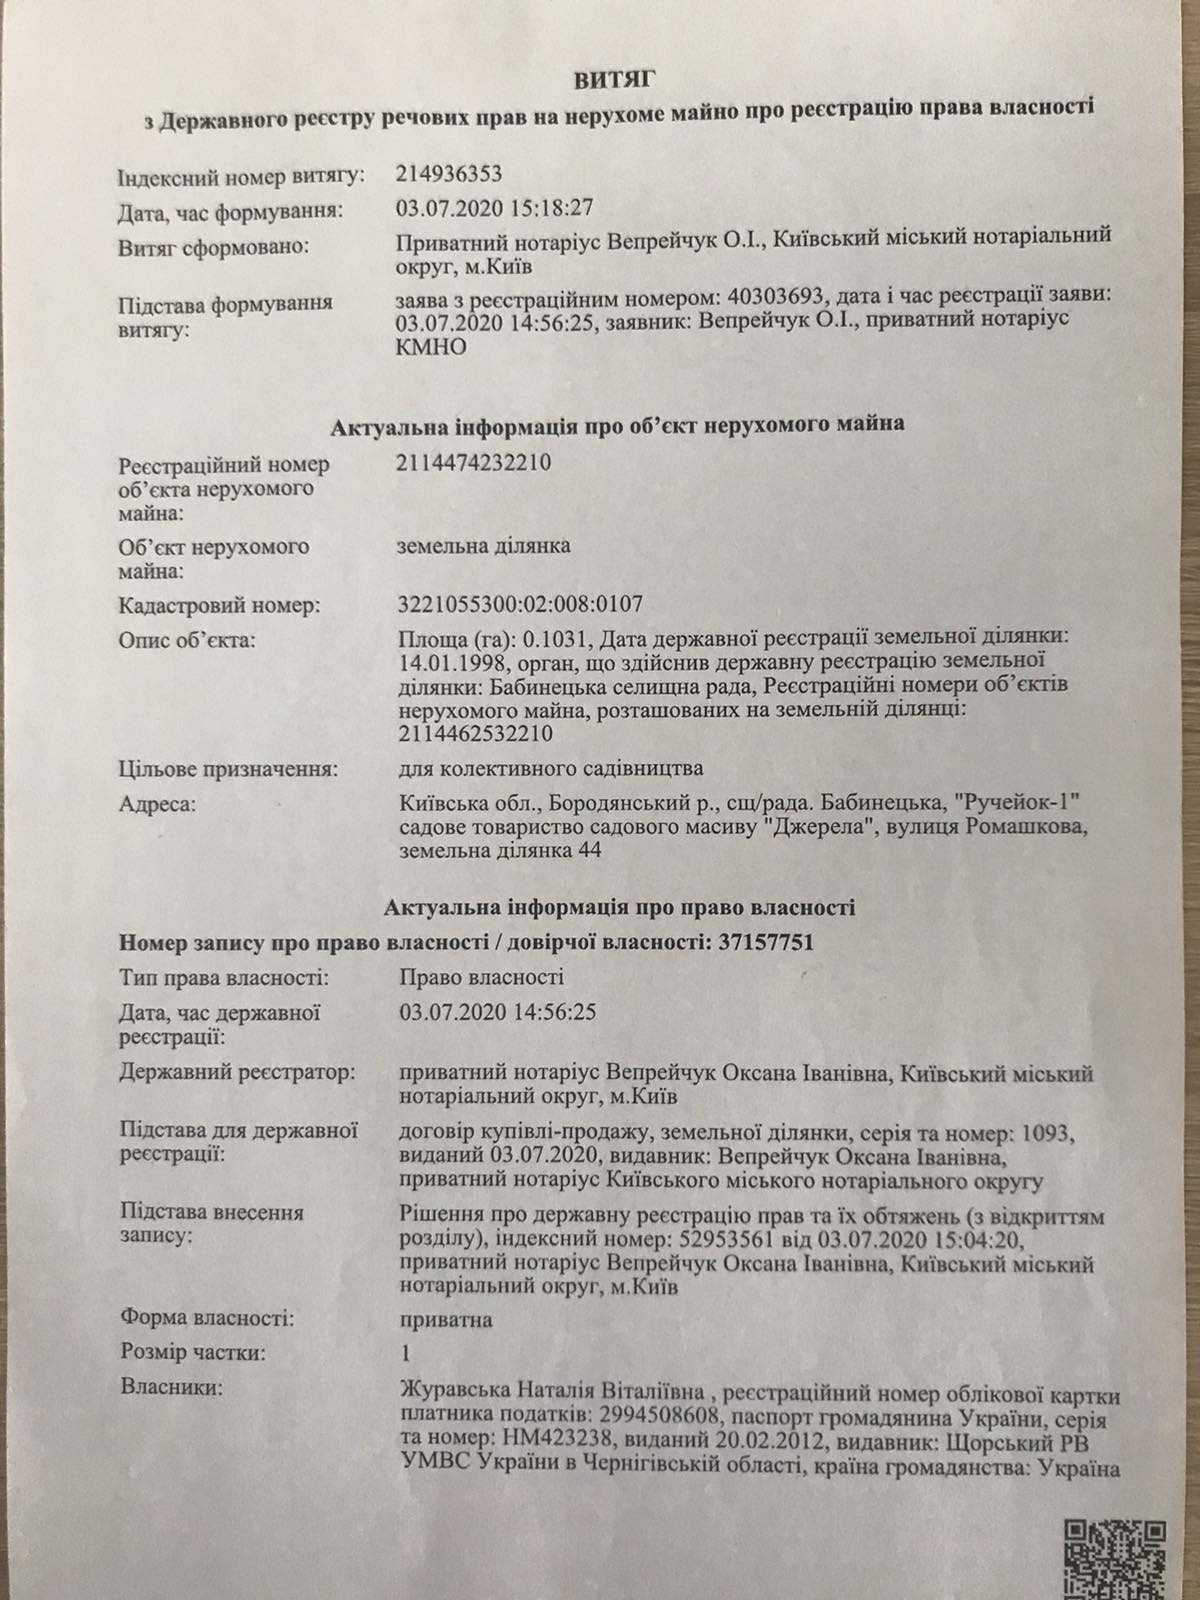 ВИТЯГ
з Державного реєстру речових прав на нерухоме майно про реєстрацію права власності
Індексний номер витягу: 214936353
Дата, час формування: 03.07.2020 15:18:27
Витяг сформовано: Приватний нотаріус Вепрейчук О.І., Київський міський нотаріальний
округ, м.Київ
Підстава формування
витягу:
заява з реєстраційним номером: 40303693, дата і час реєстрації заяви:
03.07.2020 14:56:25, заявник: Вепрейчук О.І., приватний нотаріус
КМНО
Актуальна інформація про об’єкт нерухомого майна
Реєстраційний номер
об’єкта нерухомого
майна:
2114474232210
Об’єкт нерухомого
майна:
земельна ділянка
Кадастровий номер: 3221055300:02:008:0107
Опис об’єкта: Площа (га): 0.1031, Дата державної реєстрації земельної ділянки:
14.01.1998, орган, що здійснив державну реєстрацію земельної
ділянки: Бабинецька селищна рада, Реєстраційні номери об’єктів
нерухомого майна, розташованих на земельній ділянці:
2114462532210
Цільове призначення: для колективного садівництва
Адреса: Київська обл., Бородянський р., сщ/рада. Бабинецька, "Ручейок-1"
садове товариство садового масиву "Джерела", вулиця Ромашкова,
земельна ділянка 44
Актуальна інформація про право власності
Номер запису про право власності / довірчої власності: 37157751
Тип права власності: Право власності
Дата, час державної
реєстрації:
03.07.2020 14:56:25
Державний реєстратор: приватний нотаріус Вепрейчук Оксана Іванівна, Київський міський
нотаріальний округ, м.Київ
Підстава для державної
реєстрації:
договір купівлі-продажу, земельної ділянки, серія та номер: 1093,
виданий 03.07.2020, видавник: Вепрейчук Оксана Іванівна,
приватний нотаріус Київського міського нотаріального округу
Підстава внесення
запису:
Рішення про державну реєстрацію прав та їх обтяжень (з відкриттям
розділу), індексний номер: 52953561 від 03.07.2020 15:04:20,
приватний нотаріус Вепрейчук Оксана Іванівна, Київський міський
нотаріальний округ, м.Київ
Форма власності: приватна
Розмір частки: 1
Власники: Журавська Наталія Віталіївна , реєстраційний номер облікової картки
платника податків: 2994508608, паспорт громадянина України, серія
та номер: НМ423238, виданий 20.02.2012, видавник: Щорський РВ
УМВС України в Чернігівській області, країна громадянства: Україна